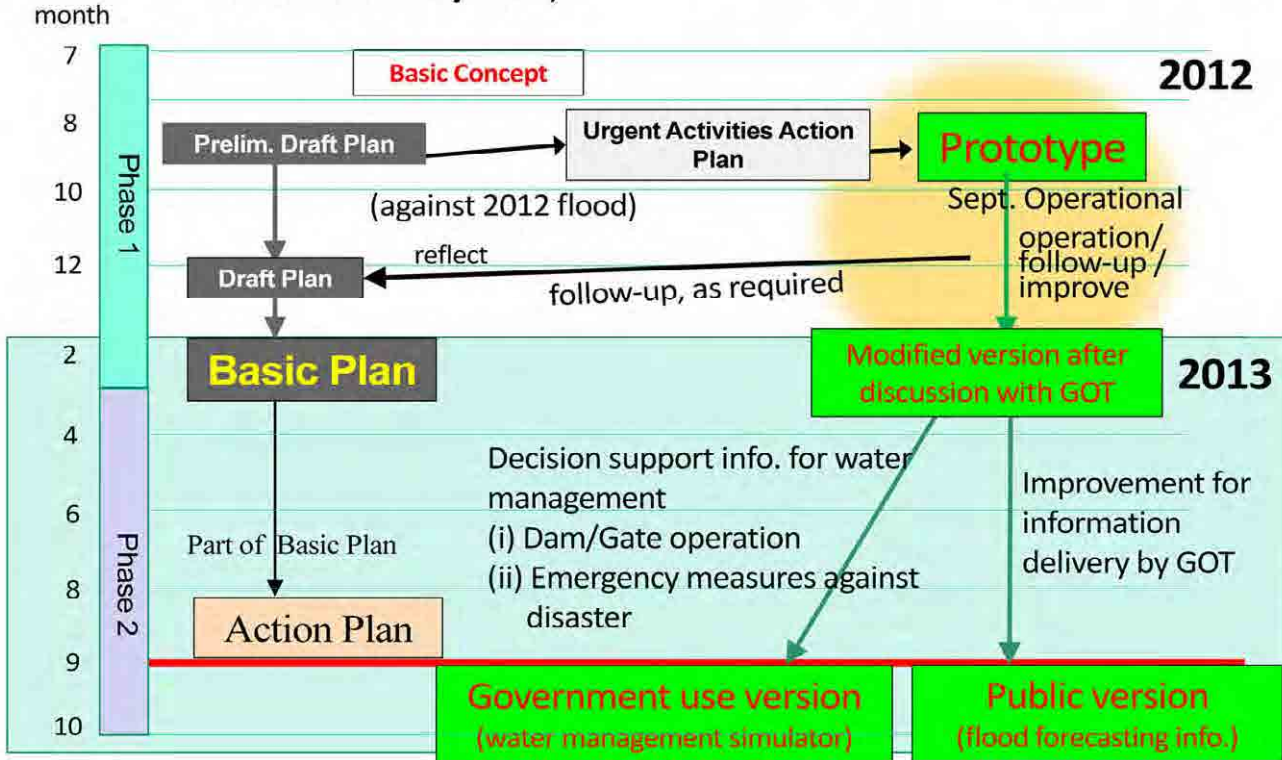 month
7
Basic Concept
2012
8
Prelim. Draft Plan
Urgent Activities Action
Plan
Prototype
Phase 1
10
(against 2012 flood)
Sept. Operational
operation/
follow-up /
improve
12
reflect
Draft Plan
follow-up, as required
2
Basic Plan
Modified version after
discussion with GOT
2013
4
Decision support info. for water
management
(i) Dam/Gate operation
(ii) Emergency measures against
disaster
Improvement for
information
delivery by GOT
6
Phase 2
Part of Basic Plan
8
Action Plan
9
Government use version
(water management simulator)
Public version
(flood forecasting info.)
10